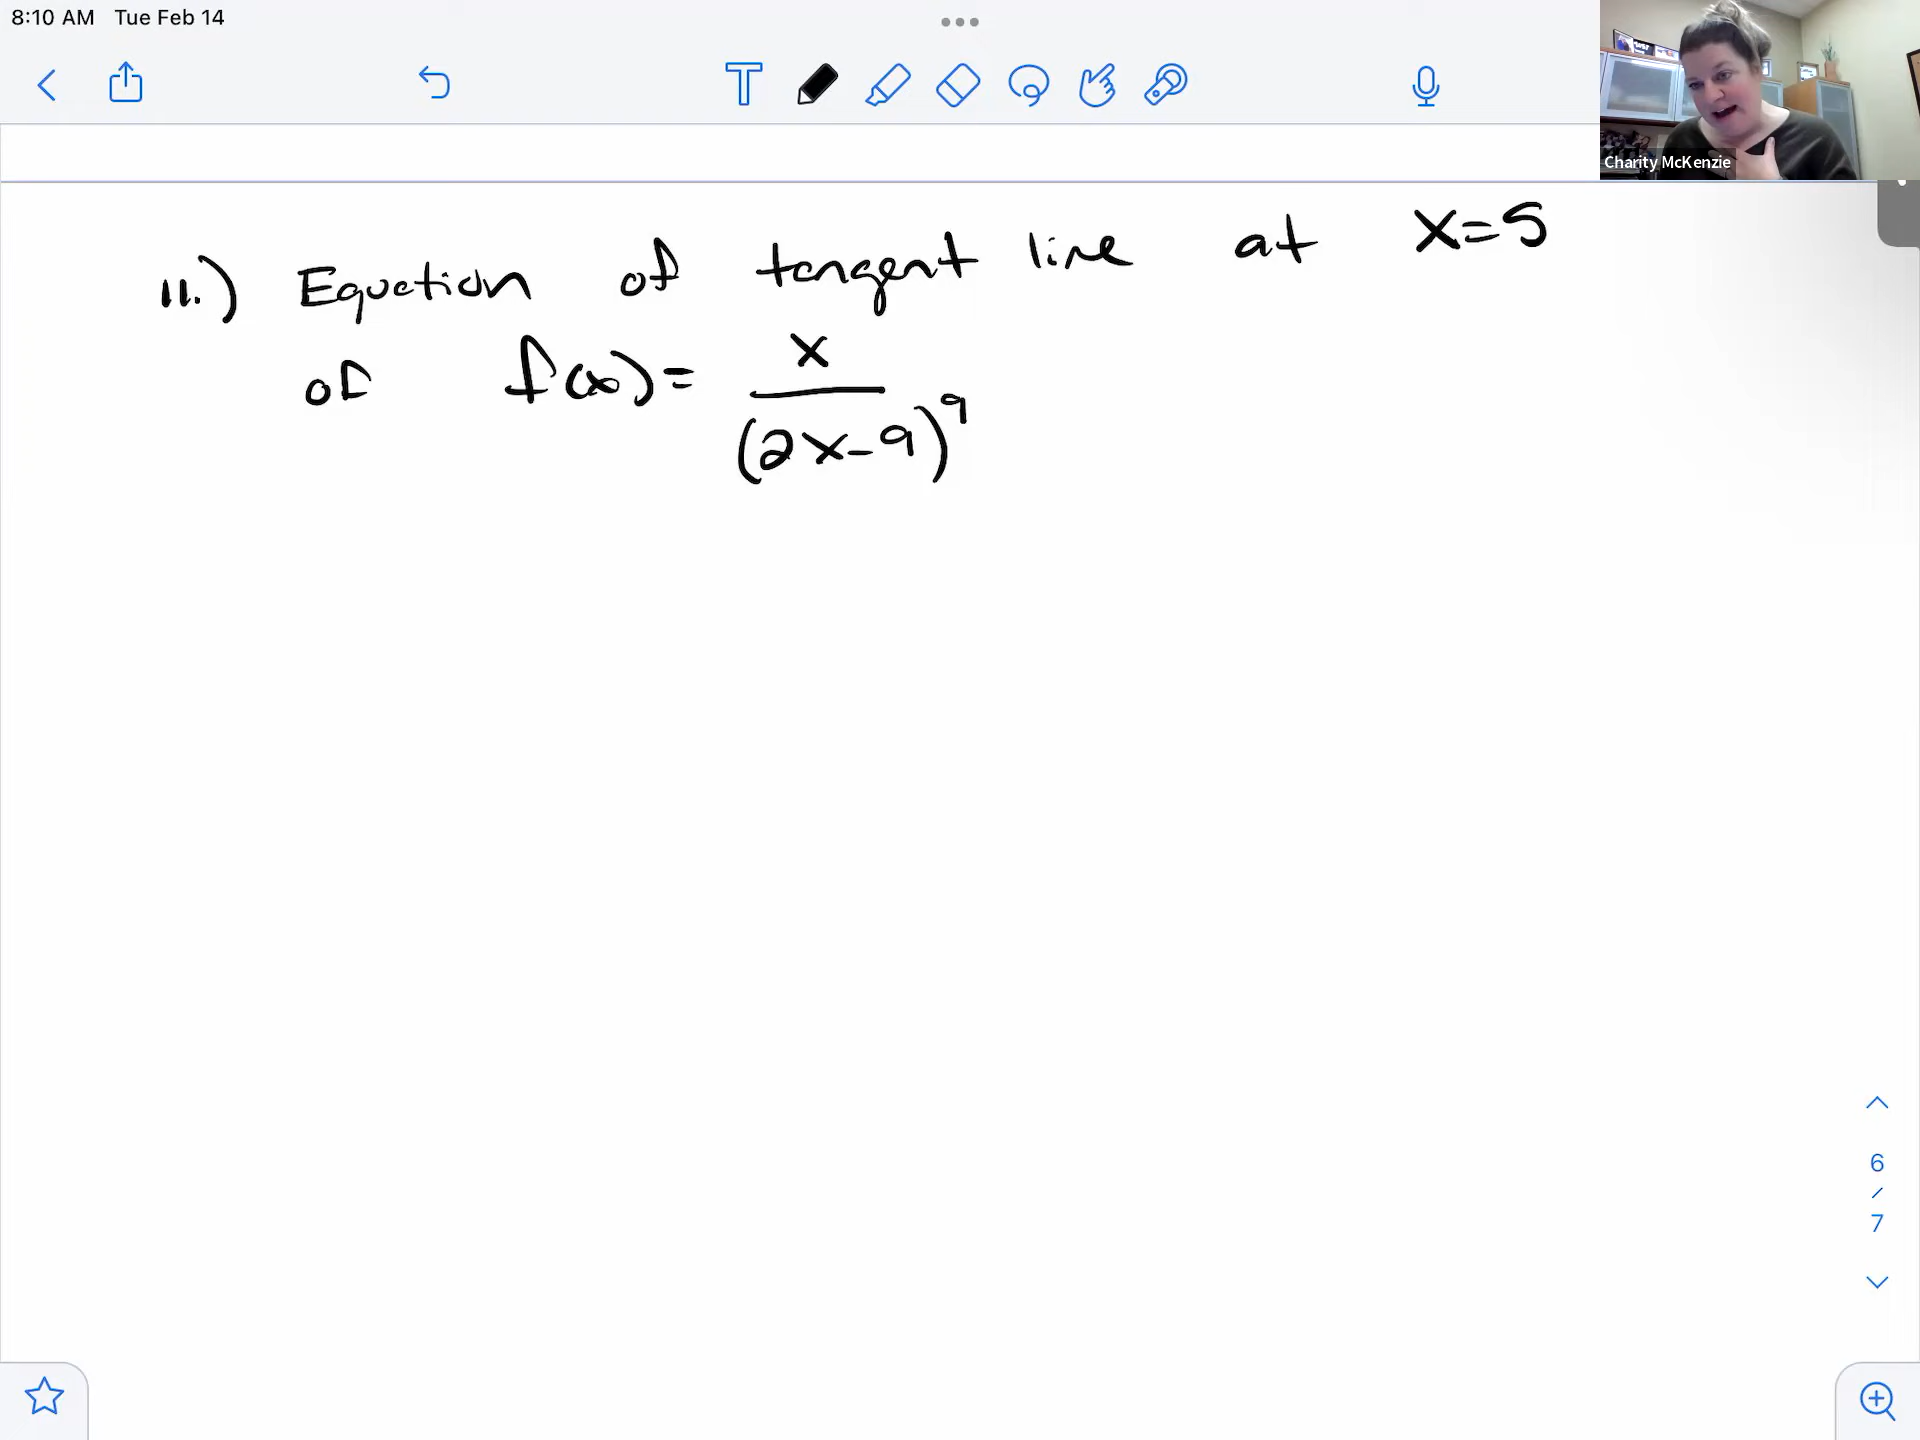 8:10 AM Tue Feb 14
Charity McKenzie
11.) Equation of tangent line at x=5
of f(x)= x
(2x-9)^9
6
/
7